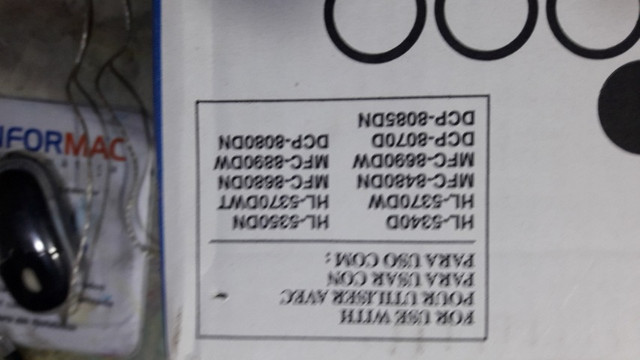 FOR USE WITH
POUR UTILISER AVEC
PARA USAR CON
PARA USO COM:
HL-5340D HL-5350DN
HL-5370DW HL-5370DWT
MFC-8480DN MFC-8680DN
MFC-8690DW MFC-8890DW
DCP-8070D DCP-8080DN
DCP-8085DN
IFORMAC